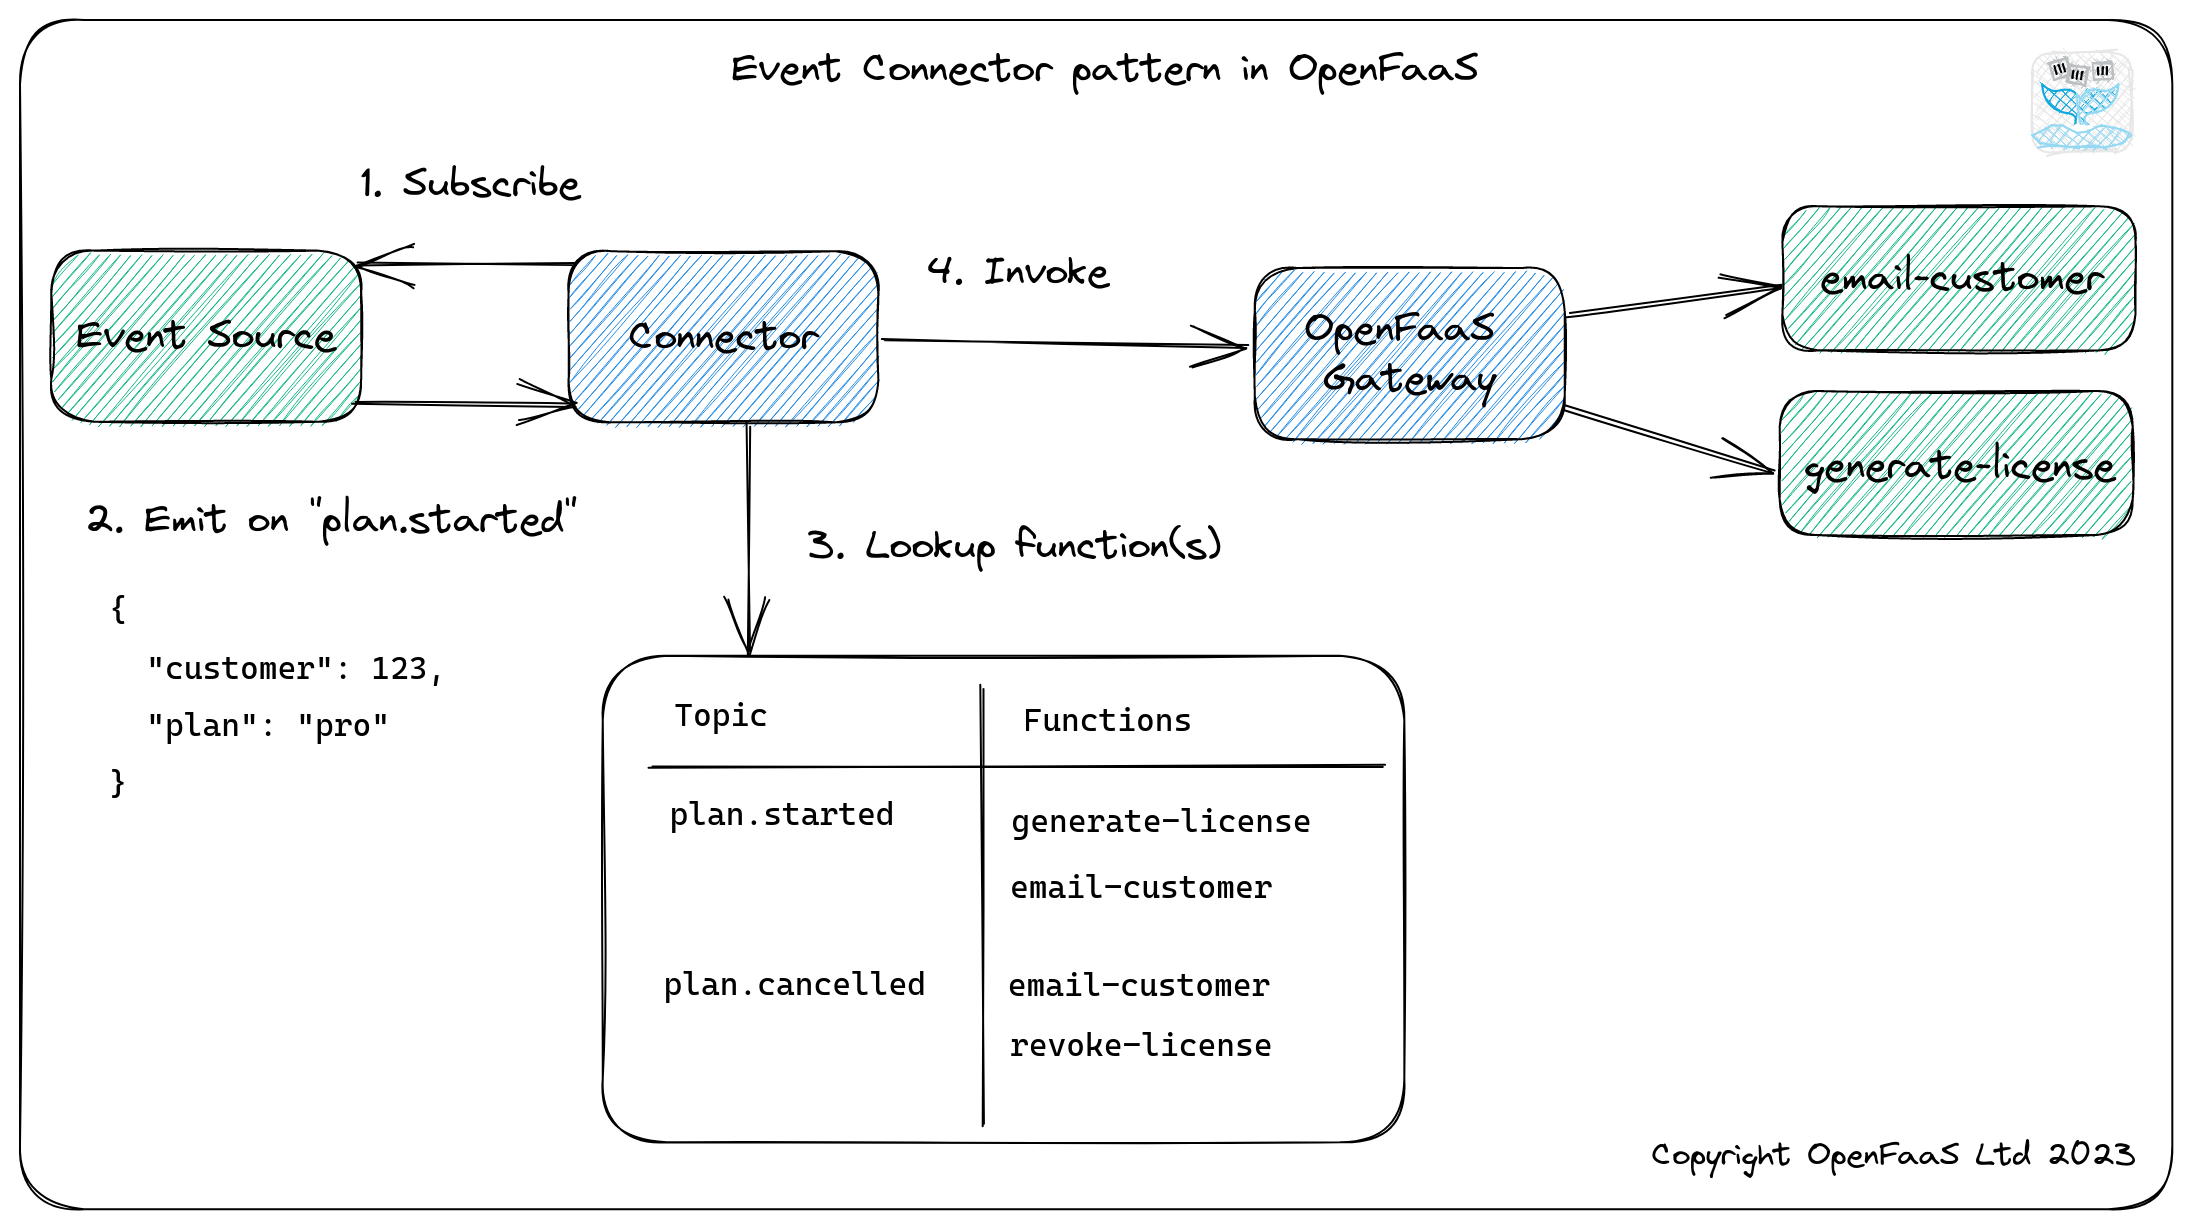 Event Connector pattern in OpenFaaS
1. Subscribe
Event Source
Connector
4. Invoke
OpenFaaS
Gateway
email-customer
generate-license
2. Emit on "plan.started"
{
"customer": 123,
"plan": "pro"
}
3. Lookup function(s)
Topic
Functions
plan.started
generate-license
email-customer
plan.cancelled
email-customer
revoke-license
Copyright OpenFaaS Ltd 2023